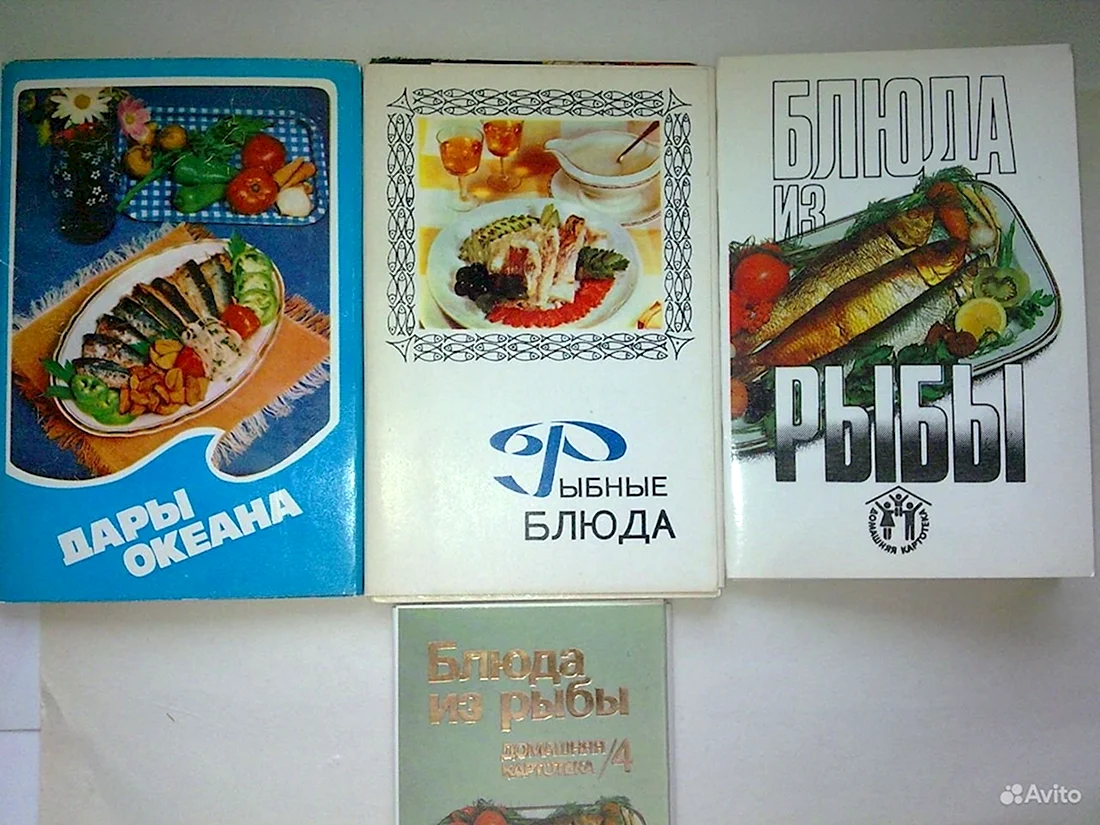 ДАРЫ
ОКЕАНА
РЫБНЫЕ
БЛЮДА
БЛЮДА
ИЗ
РЫБЫ
ДОМАШНЯЯ КАРТОТЕКА
Блюда
из рыбы
ДОМАШНЯЯ
КАРТОТЕКА /4
Avito